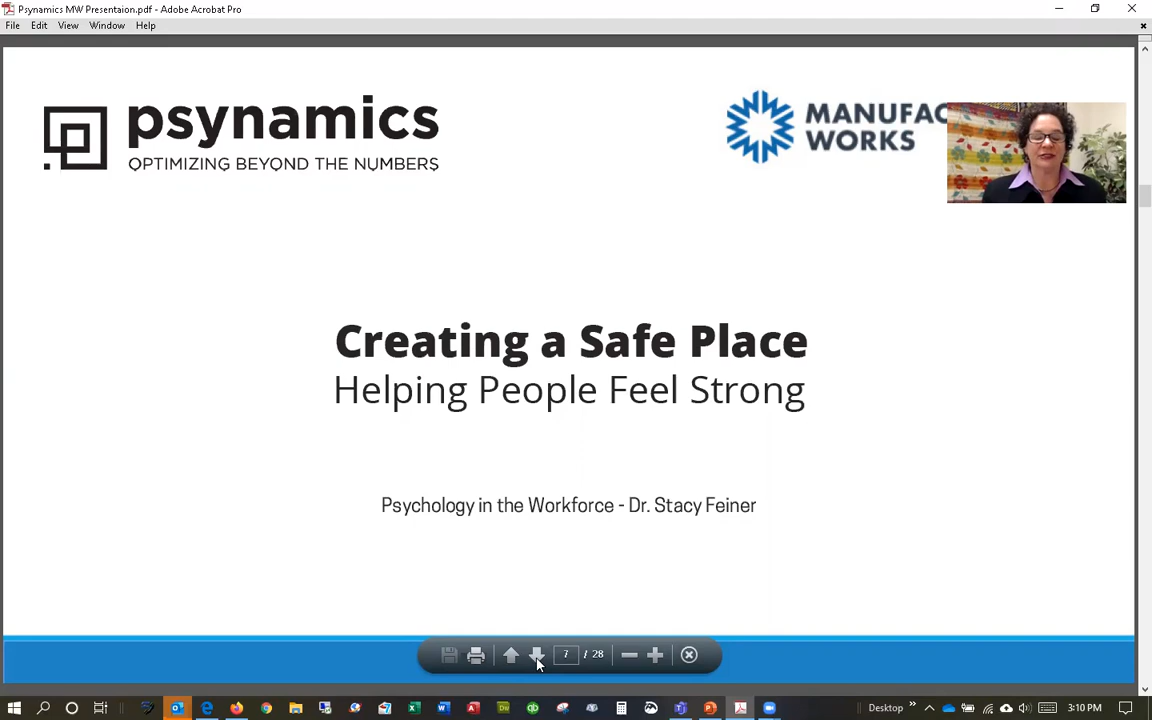 Psynamics MW Presentaion.pdf - Adobe Acrobat Pro
File Edit View Window Help
psynamics
OPTIMIZING BEYOND THE NUMBERS
MANUFAC
WORKS
Creating a Safe Place
Helping People Feel Strong
Psychology in the Workforce - Dr. Stacy Feiner
7 / 28
Desktop
3:10 PM